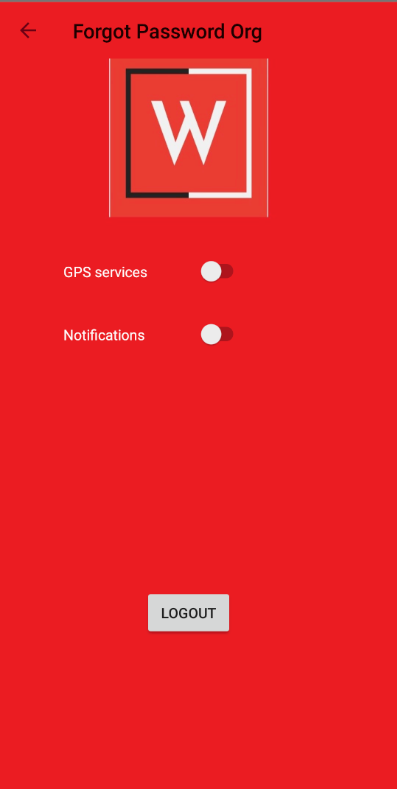 Forgot Password Org
W
GPS services
Notifications
LOGOUT